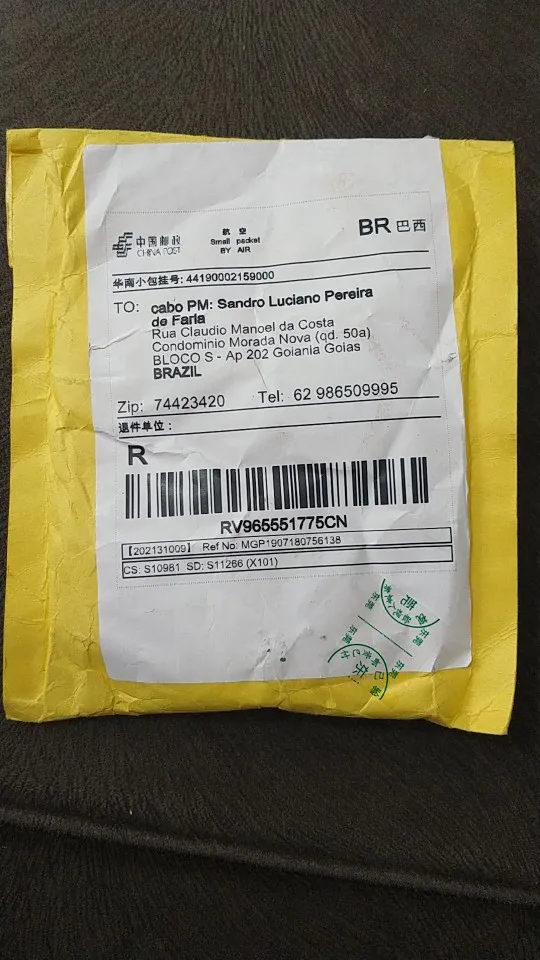 中国邮政
CHINA POST
航 空
Small packet
BY AIR
BR 巴西
华南小包挂号: 44190002159000
TO: cabo PM: Sandro Luciano Pereira
de Faria
Rua Claudio Manoel da Costa
Condominio Morada Nova (qd. 50a)
BLOCO S - Ap 202 Goiania Goias
BRAZIL
Zip: 74423420 Tel: 62 986509995
退件单位：
R
RV965551775CN
【202131009】 Ref No: MGP1907180756138
CS: S10981 SD: S11266 (X101)